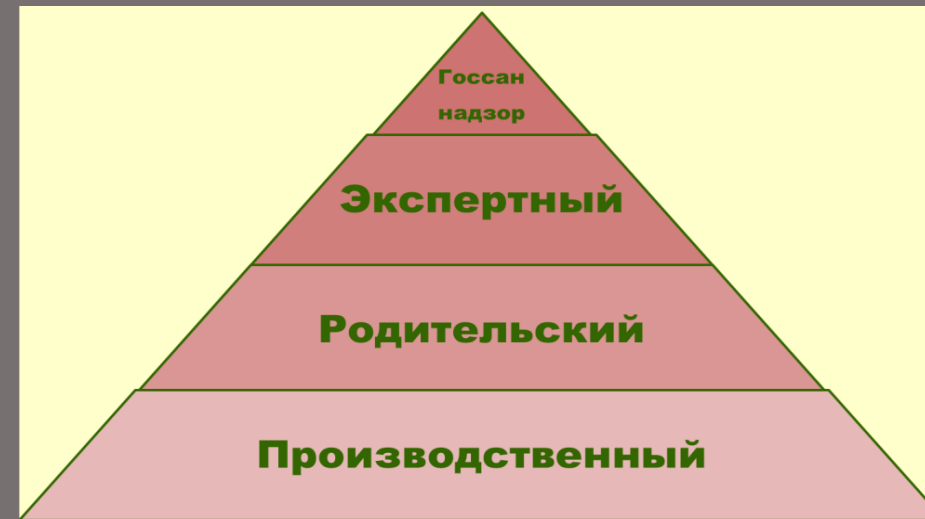 Госсан
надзор
Экспертный
Родительский
Производственный